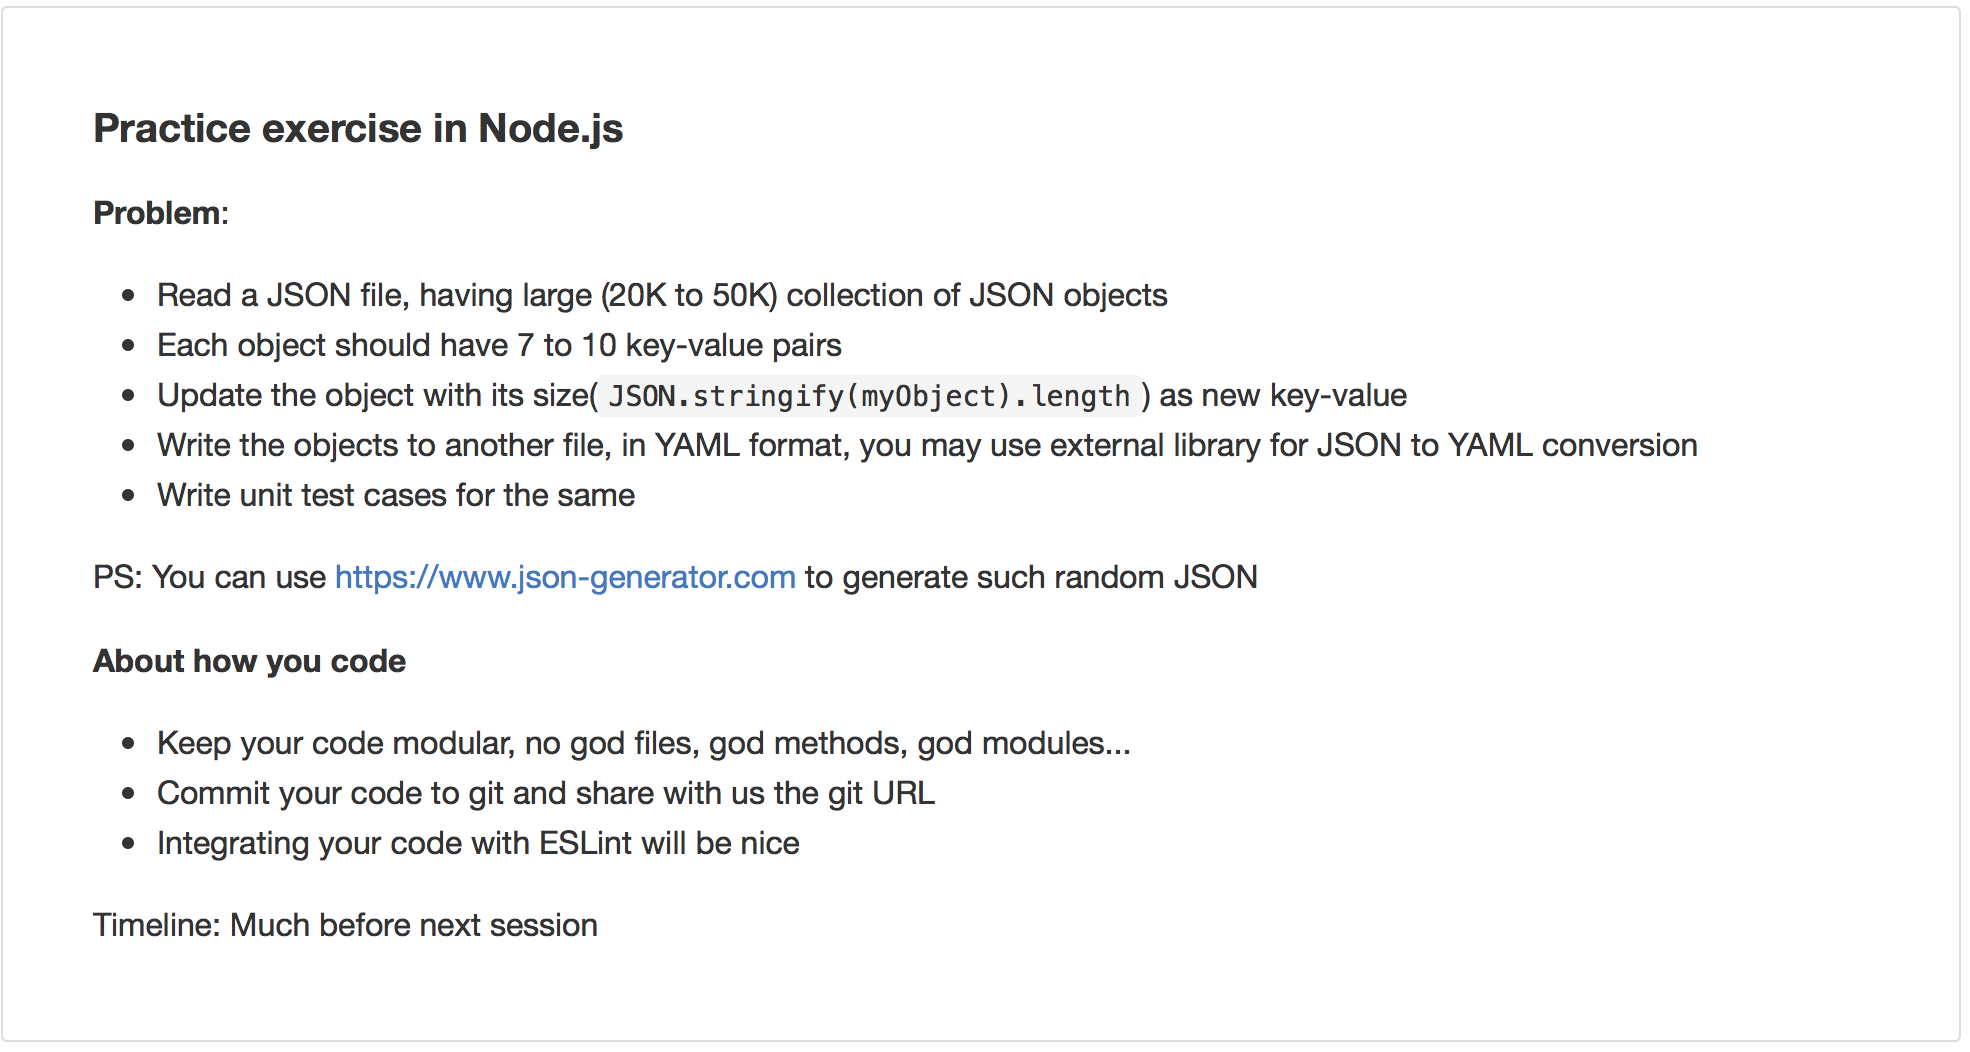 Practice exercise in Node.js
Problem:
• Read a JSON file, having large (20K to 50K) collection of JSON objects
• Each object should have 7 to 10 key-value pairs
• Update the object with its size( JSON.stringify(myObject).length ) as new key-value
• Write the objects to another file, in YAML format, you may use external library for JSON to YAML conversion
• Write unit test cases for the same
PS: You can use https://www.json-generator.com to generate such random JSON
About how you code
• Keep your code modular, no god files, god methods, god modules...
• Commit your code to git and share with us the git URL
• Integrating your code with ESLint will be nice
Timeline: Much before next session